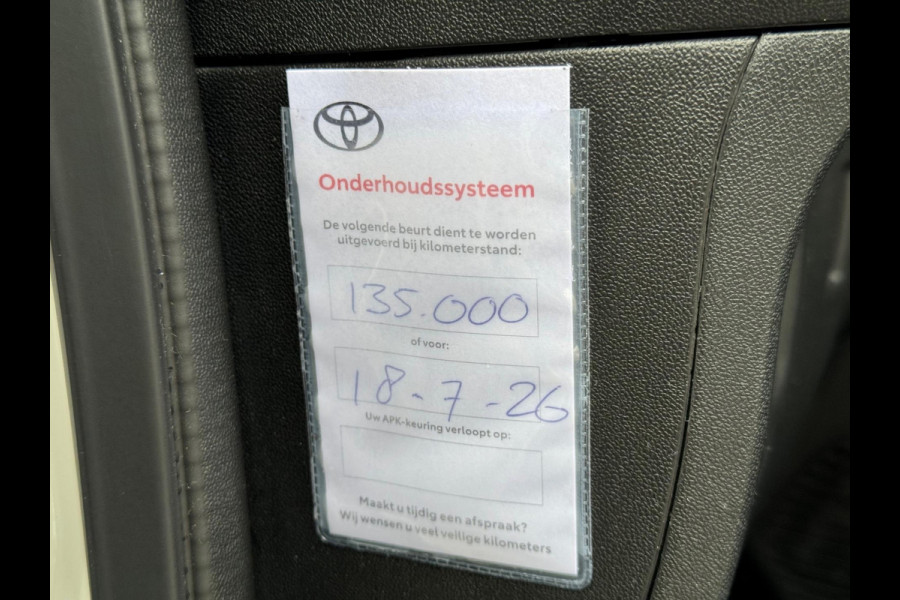 Onderhoudssysteem
De volgende beurt dient te worden
uitgevoerd bij kilometerstand:
135.000
of voor:
18-7-26
Uw APK-keuring verloopt op:
Maakt u tijdig een afspraak?
Wij wensen u veel veilige kilometers